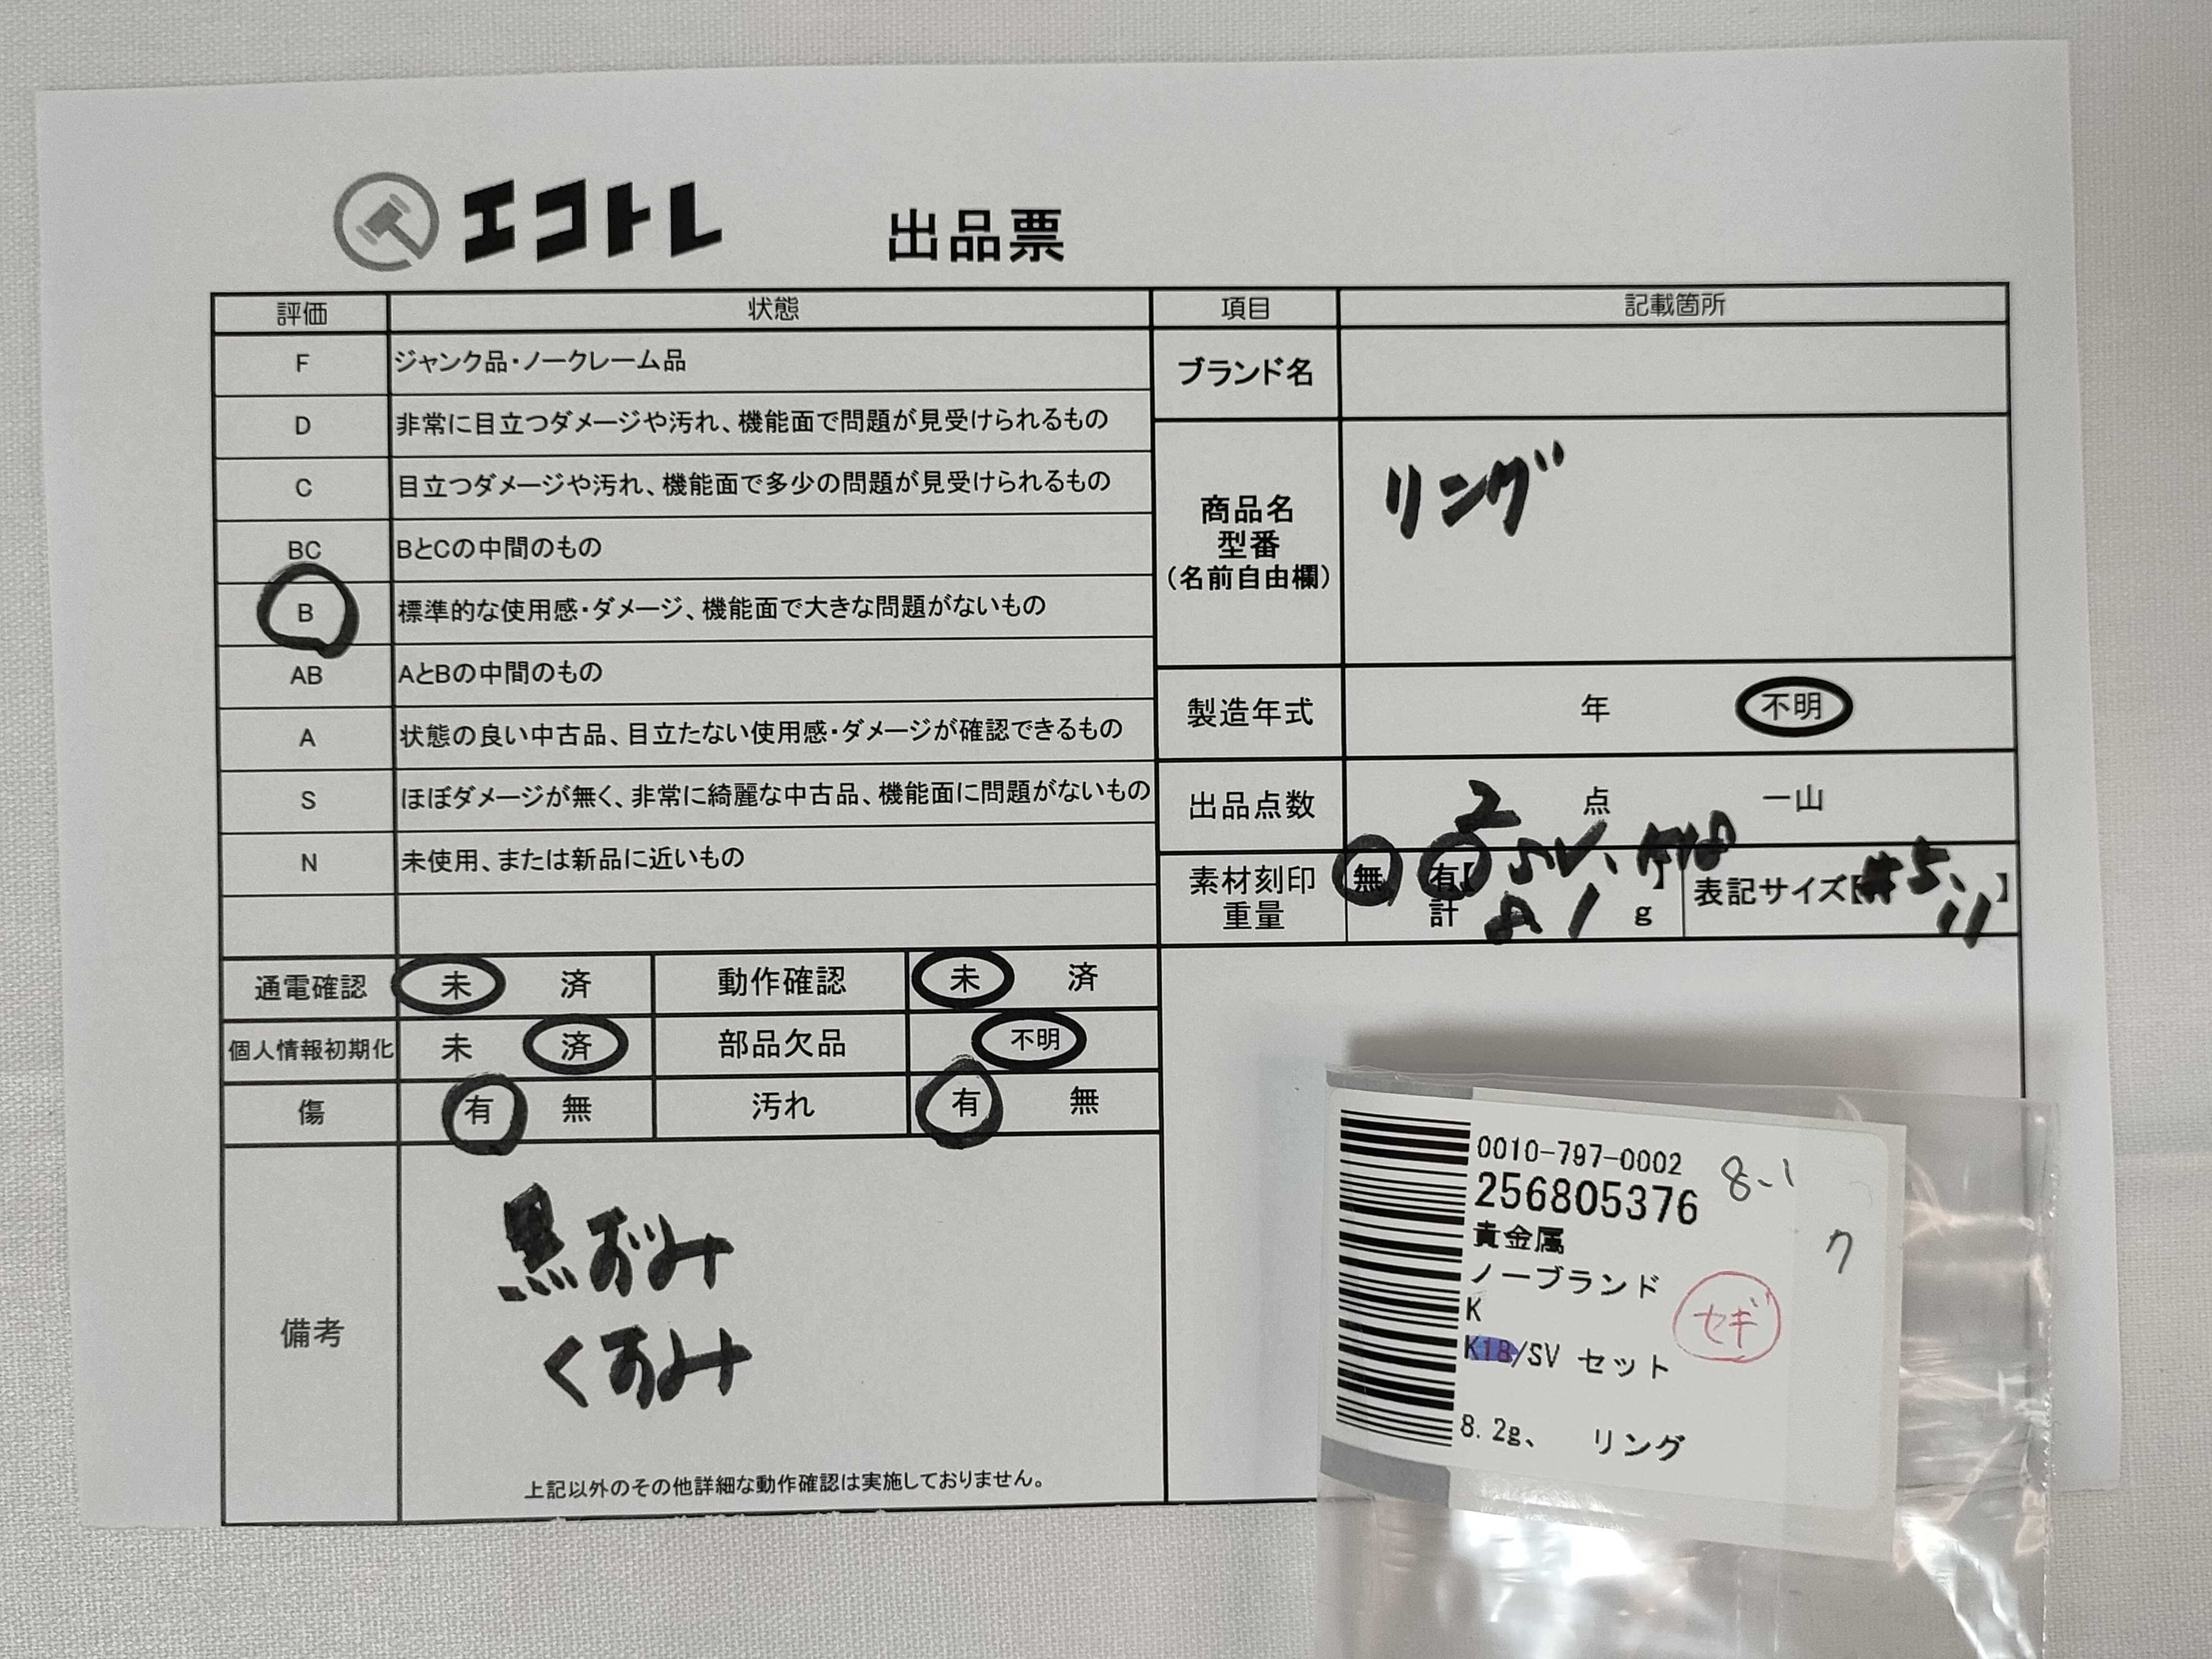 エコトレ 出品票
評価 状態 項目 記載箇所
F ジャンク品・ノークレーム品
D 非常に目立つダメージや汚れ、機能面で問題が見受けられるもの
C 目立つダメージや汚れ、機能面で多少の問題が見受けられるもの
BC BとCの中間のもの
B 標準的な使用感・ダメージ、機能面で大きな問題がないもの
AB AとBの中間のもの
A 状態の良い中古品、目立たない使用感・ダメージが確認できるもの
S ほぼダメージが無く、非常に綺麗な中古品、機能面に問題がないもの
N 未使用、または新品に近いもの
ブランド名
商品名
型番
(名前自由欄)
リング
製造年式 年 不明
出品点数 2 点 一山
素材刻印 無, 有【SV、K18】
重量 計 8.1 g
表記サイズ【#5、11】
通電確認 未 済 動作確認 未 済
個人情報初期化 未 済 部品欠品 不明
傷 有 無 汚れ 有 無
備考
黒ずみ
くすみ
上記以外のその他詳細な動作確認は実施しておりません。
0010-797-0002
256805376
8.1
貴金属
ク
ノーブランド
K
セギ
K18/SV セット
8.2g、 リング